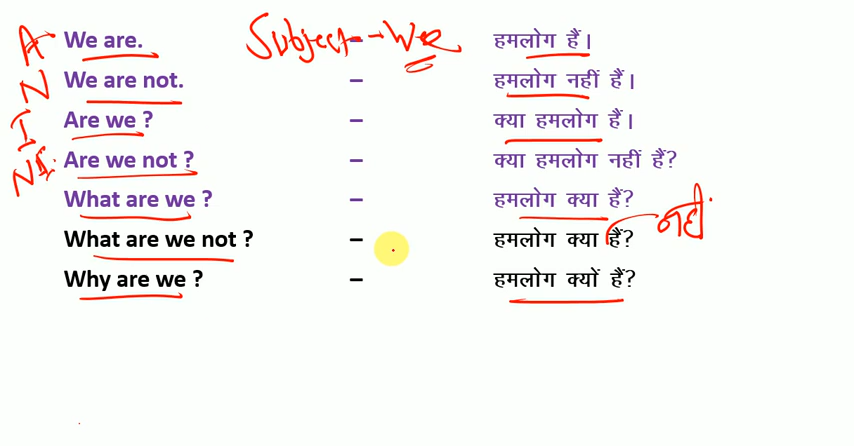 A We are. Subject → We – हमलोग हैं।
N We are not. – हमलोग नहीं हैं।
I Are we ? – क्या हमलोग हैं।
NI Are we not ? – क्या हमलोग नहीं हैं?
What are we ? – हमलोग क्या हैं?
What are we not ? – हमलोग क्या हैं? नहीं
Why are we ? – हमलोग क्यों हैं?